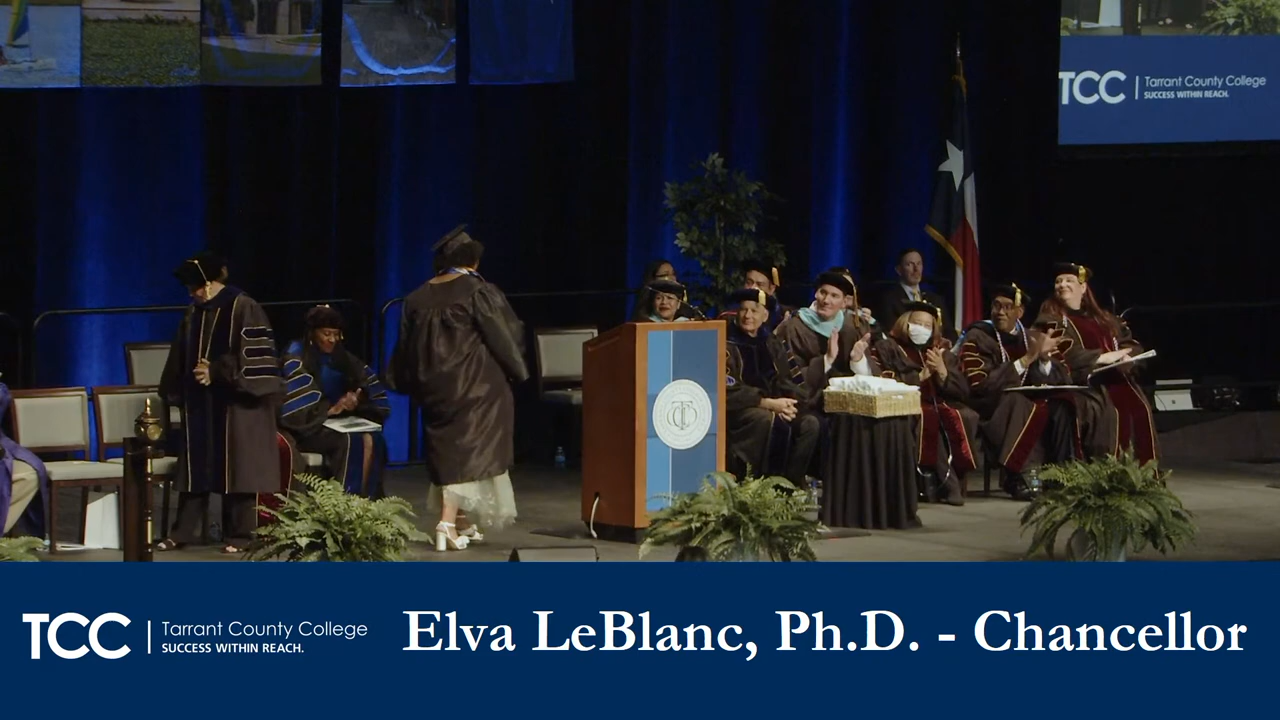 TCC
Tarrant County College
SUCCESS WITHIN REACH.
TCC
Tarrant County College
SUCCESS WITHIN REACH.
Elva LeBlanc, Ph.D. - Chancellor